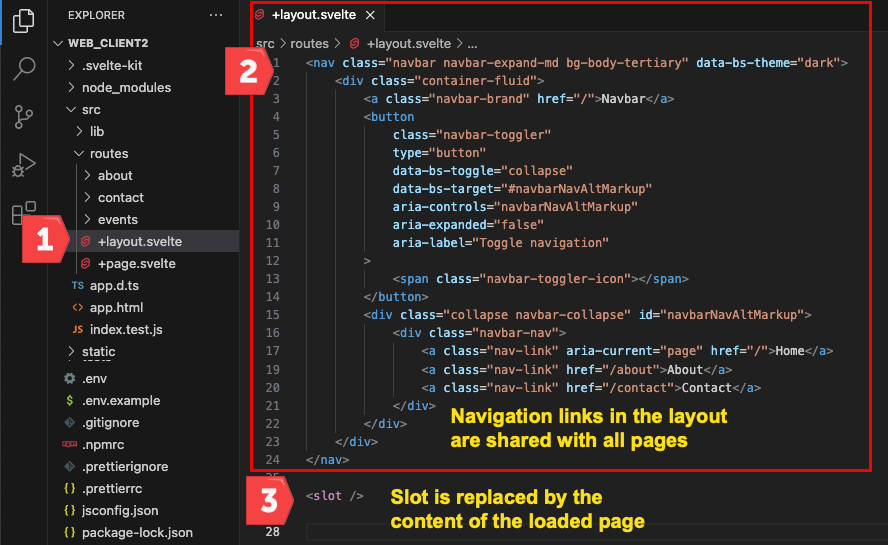 EXPLORER
WEB_CLIENT2
.svelte-kit
node_modules
src
lib
routes
about
contact
events
1
+layout.svelte
+page.svelte
TS app.d.ts
<> app.html
JS index.test.js
static
.env
$ .env.example
.gitignore
.npmrc
.prettierignore
{} .prettierrc
{} jsconfig.json
{} package-lock.json
+layout.svelte
src > routes > +layout.svelte > ...
2
1 <nav class="navbar navbar-expand-md bg-body-tertiary" data-bs-theme="dark">
2 <div class="container-fluid">
3 <a class="navbar-brand" href="/">Navbar</a>
4 <button
5 class="navbar-toggler"
6 type="button"
7 data-bs-toggle="collapse"
8 data-bs-target="#navbarNavAltMarkup"
9 aria-controls="navbarNavAltMarkup"
10 aria-expanded="false"
11 aria-label="Toggle navigation"
12 >
13 <span class="navbar-toggler-icon"></span>
14 </button>
15 <div class="collapse navbar-collapse" id="navbarNavAltMarkup">
16 <div class="navbar-nav">
17 <a class="nav-link" aria-current="page" href="/">Home</a>
19 <a class="nav-link" href="/about">About</a>
20 <a class="nav-link" href="/contact">Contact</a>
21 </div>
22 </div>
23 </div>
24 </nav>
Navigation links in the layout
are shared with all pages
25
3
<slot />
Slot is replaced by the
content of the loaded page
28